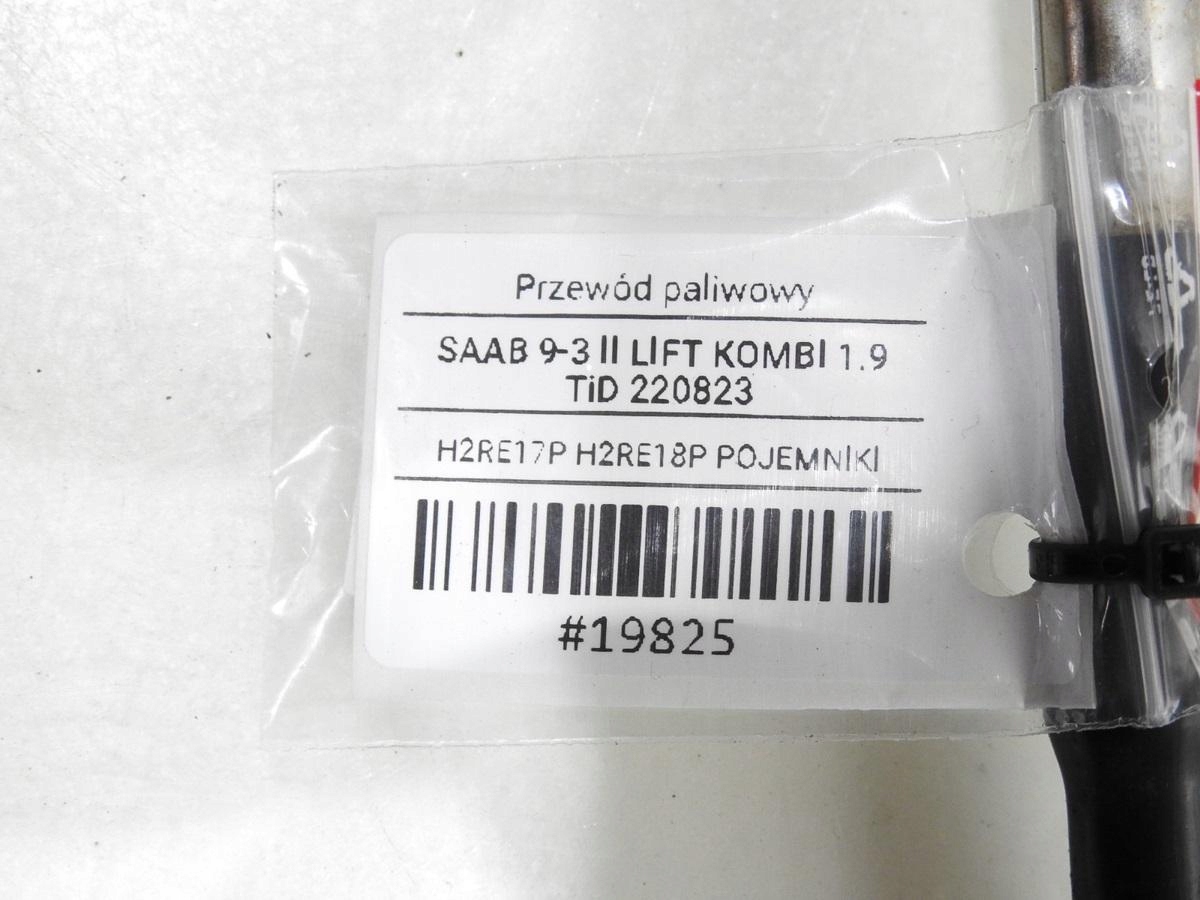 Przewód paliwowy
SAAB 9-3 II LIFT KOMBI 1.9
TiD 220823
H2RE17P H2RE18P POJEMNIKI
#19825